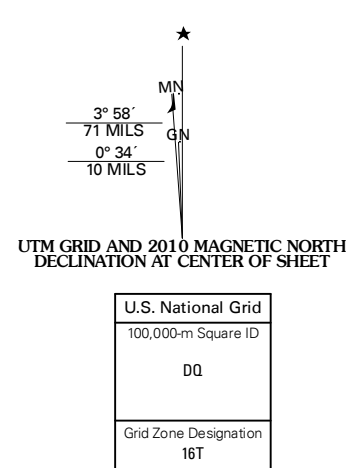 MN
3° 58´
71 MILS
GN
0° 34´
10 MILS
UTM GRID AND 2010 MAGNETIC NORTH
DECLINATION AT CENTER OF SHEET
U.S. National Grid
100,000-m Square ID
DQ
Grid Zone Designation
16T